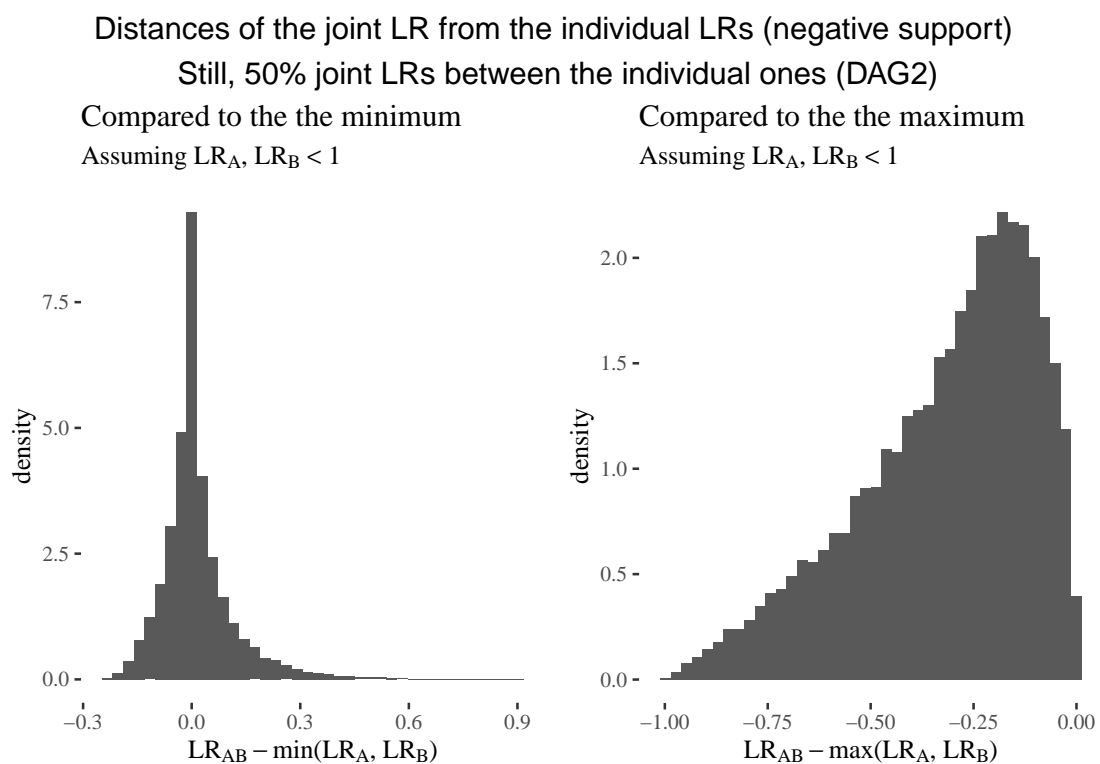 Distances of the joint LR from the individual LRs (negative support)
Still, 50% joint LRs between the individual ones (DAG2)
Compared to the the minimum
Assuming LR_A, LR_B < 1
7.5
5.0
2.5
0.0
density
−0.3 0.0 0.3 0.6 0.9
LR_AB − min(LR_A, LR_B)
Compared to the the maximum
Assuming LR_A, LR_B < 1
2.0
1.5
1.0
0.5
0.0
density
−1.00 −0.75 −0.50 −0.25 0.00
LR_AB − max(LR_A, LR_B)